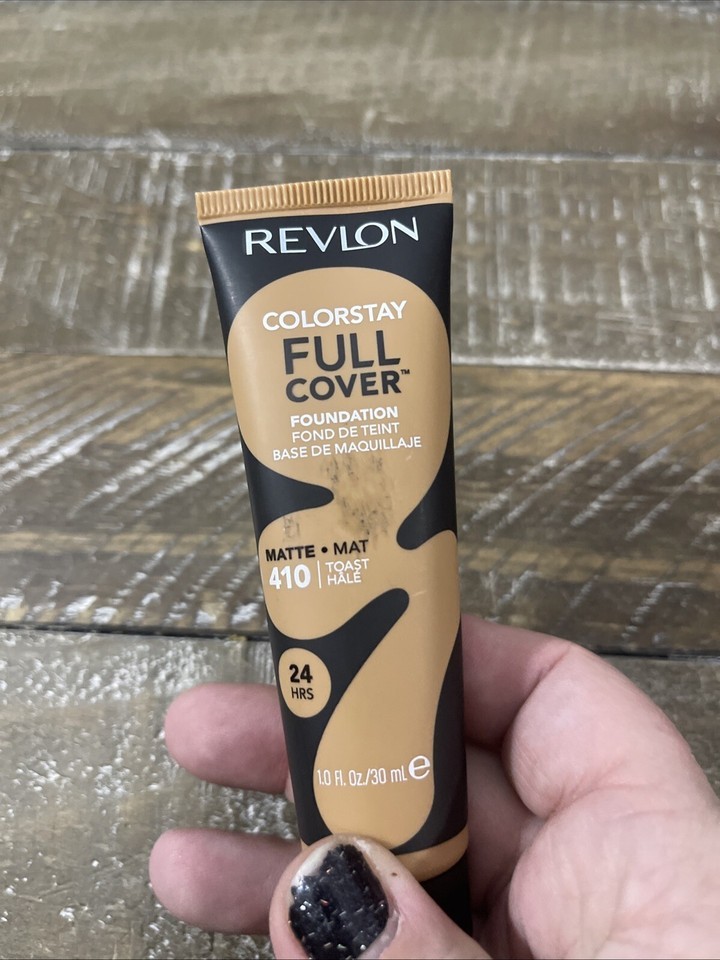 REVLON
COLORSTAY
FULL
COVER™
FOUNDATION
FOND DE TEINT
BASE DE MAQUILLAJE
MATTE • MAT
410 | TOAST
HÂLÉ
24
HRS
1.0 Fl. Oz./30 mL e